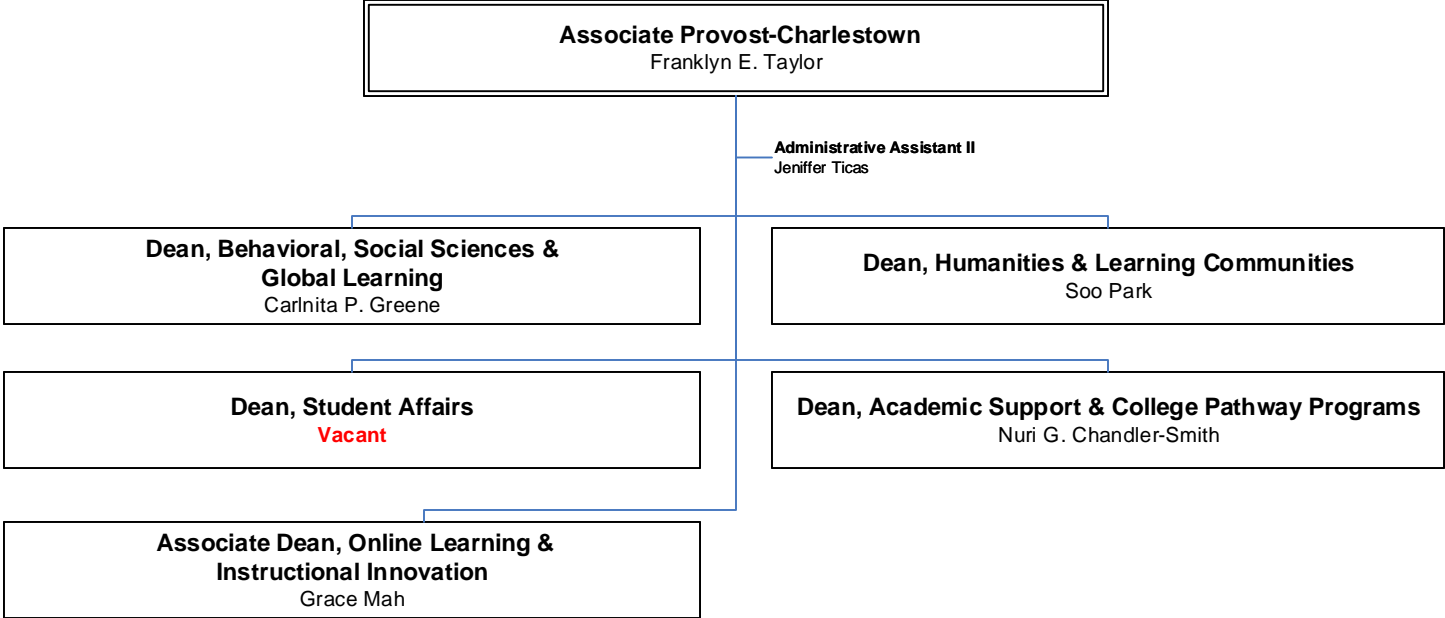 Associate Provost-Charlestown
Franklyn E. Taylor
Administrative Assistant II
Jeniffer Ticas
Dean, Behavioral, Social Sciences &
Global Learning
Carlnita P. Greene
Dean, Humanities & Learning Communities
Soo Park
Dean, Student Affairs
Vacant
Dean, Academic Support & College Pathway Programs
Nuri G. Chandler-Smith
Associate Dean, Online Learning &
Instructional Innovation
Grace Mah